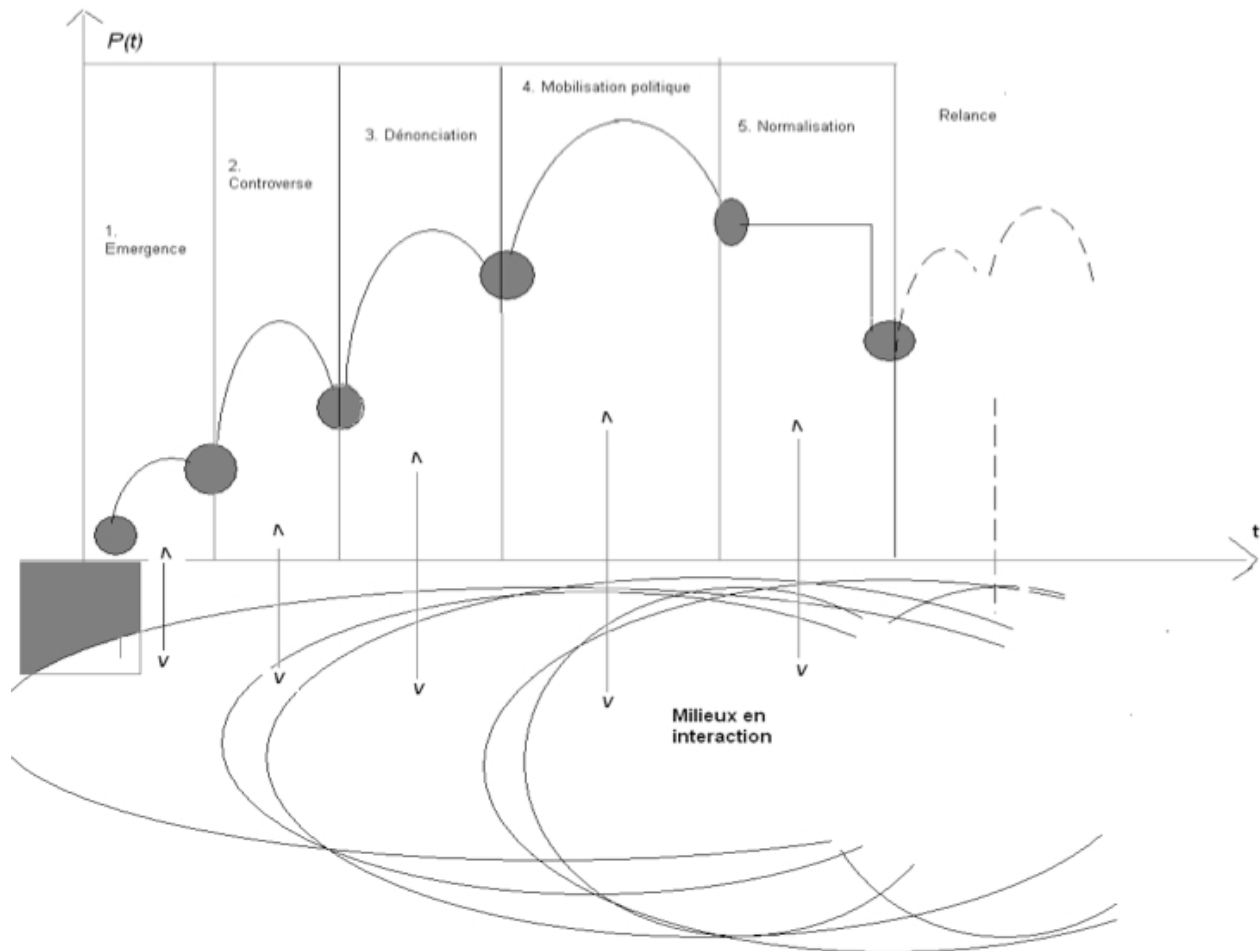 P(t)
4. Mobilisation politique
Relance
5. Normalisation
3. Dénonciation
2.
Controverse
1.
Emergence
t
Milieux en
interaction